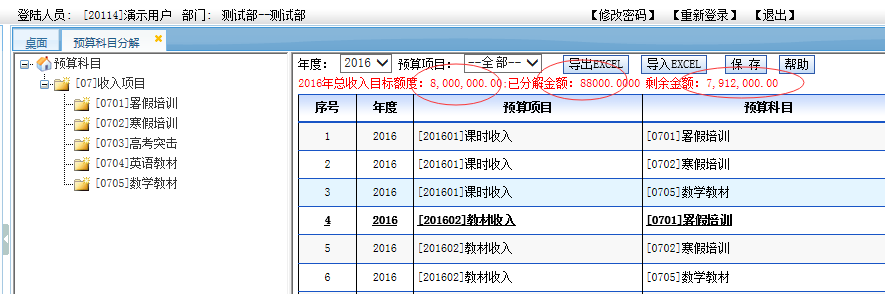 登陆人员: [20114]演示用户 部门: 测试部--测试部 【修改密码】 【重新登录】 【退出】
桌面 预算科目分解
预算科目
[07]收入项目
[0701]暑假培训
[0702]寒假培训
[0703]高考突击
[0704]英语教材
[0705]数学教材
年度: 2016 预算项目: --全部-- 导出EXCEL 导入EXCEL 保 存 帮助
2016年总收入目标额度: 8,000,000.00;已分解金额: 88000.0000 剩余金额: 7,912,000.00
序号 年度 预算项目 预算科目
1 2016 [201601]课时收入 [0701]暑假培训
2 2016 [201601]课时收入 [0702]寒假培训
3 2016 [201601]课时收入 [0705]数学教材
4 2016 [201602]教材收入 [0701]暑假培训
5 2016 [201602]教材收入 [0702]寒假培训
6 2016 [201602]教材收入 [0705]数学教材